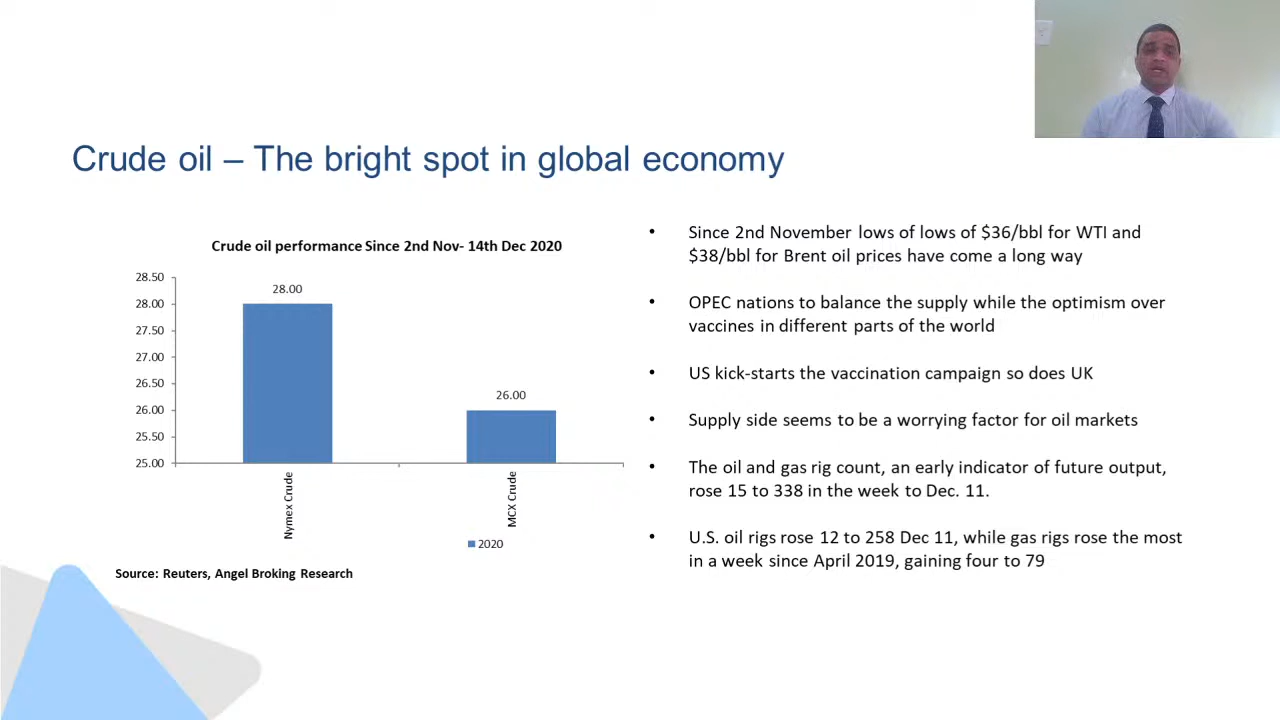 Crude oil – The bright spot in global economy
Crude oil performance Since 2nd Nov- 14th Dec 2020
28.50
28.00
27.50
27.00
26.50
26.00
25.50
25.00
28.00
26.00
Nymex Crude
MCX Crude
2020
Source: Reuters, Angel Broking Research
• Since 2nd November lows of lows of $36/bbl for WTI and
$38/bbl for Brent oil prices have come a long way
• OPEC nations to balance the supply while the optimism over
vaccines in different parts of the world
• US kick-starts the vaccination campaign so does UK
• Supply side seems to be a worrying factor for oil markets
• The oil and gas rig count, an early indicator of future output,
rose 15 to 338 in the week to Dec. 11.
• U.S. oil rigs rose 12 to 258 Dec 11, while gas rigs rose the most
in a week since April 2019, gaining four to 79